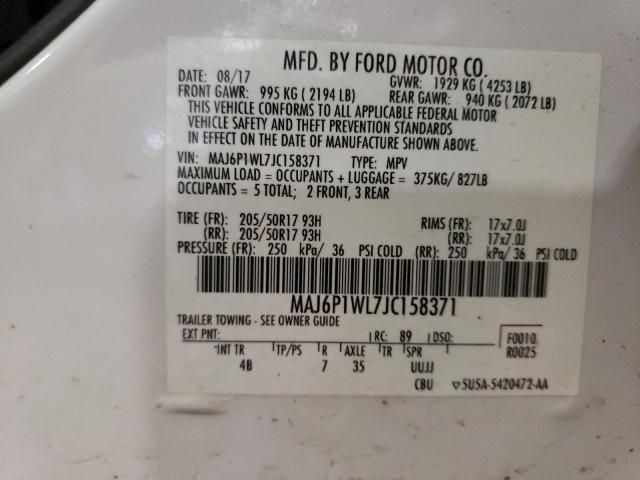 MFD. BY FORD MOTOR CO.
DATE: 08/17 GVWR: 1929 KG ( 4253 LB)
FRONT GAWR: 995 KG ( 2194 LB) REAR GAWR: 940 KG ( 2072 LB)
THIS VEHICLE CONFORMS TO ALL APPLICABLE FEDERAL MOTOR
VEHICLE SAFETY AND THEFT PREVENTION STANDARDS
IN EFFECT ON THE DATE OF MANUFACTURE SHOWN ABOVE.
VIN: MAJ6P1WL7JC158371 TYPE: MPV
MAXIMUM LOAD = OCCUPANTS + LUGGAGE = 375KG/ 827LB
OCCUPANTS = 5 TOTAL; 2 FRONT, 3 REAR
TIRE (FR): 205/50R17 93H RIMS (FR): 17x7.0J
(RR): 205/50R17 93H (RR): 17x7.0J
PRESSURE (FR): 250 kPa/ 36 PSI COLD (RR): 250 kPa/ 36 PSI COLD
MAJ6P1WL7JC158371
TRAILER TOWING - SEE OWNER GUIDE
EXT PNT: RC: 89 DSO: F0010
R0025
INT TR TP/PS R AXLE TR SPR
4B 7 35 UUJJ
CBU 5U5A-5420472-AA